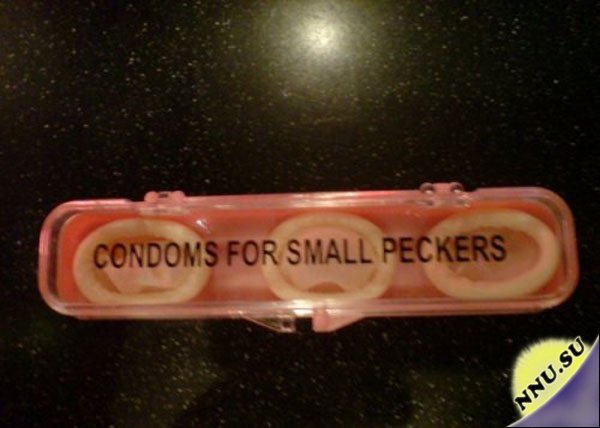 CONDOMS FOR SMALL PECKERS
NNU.SU